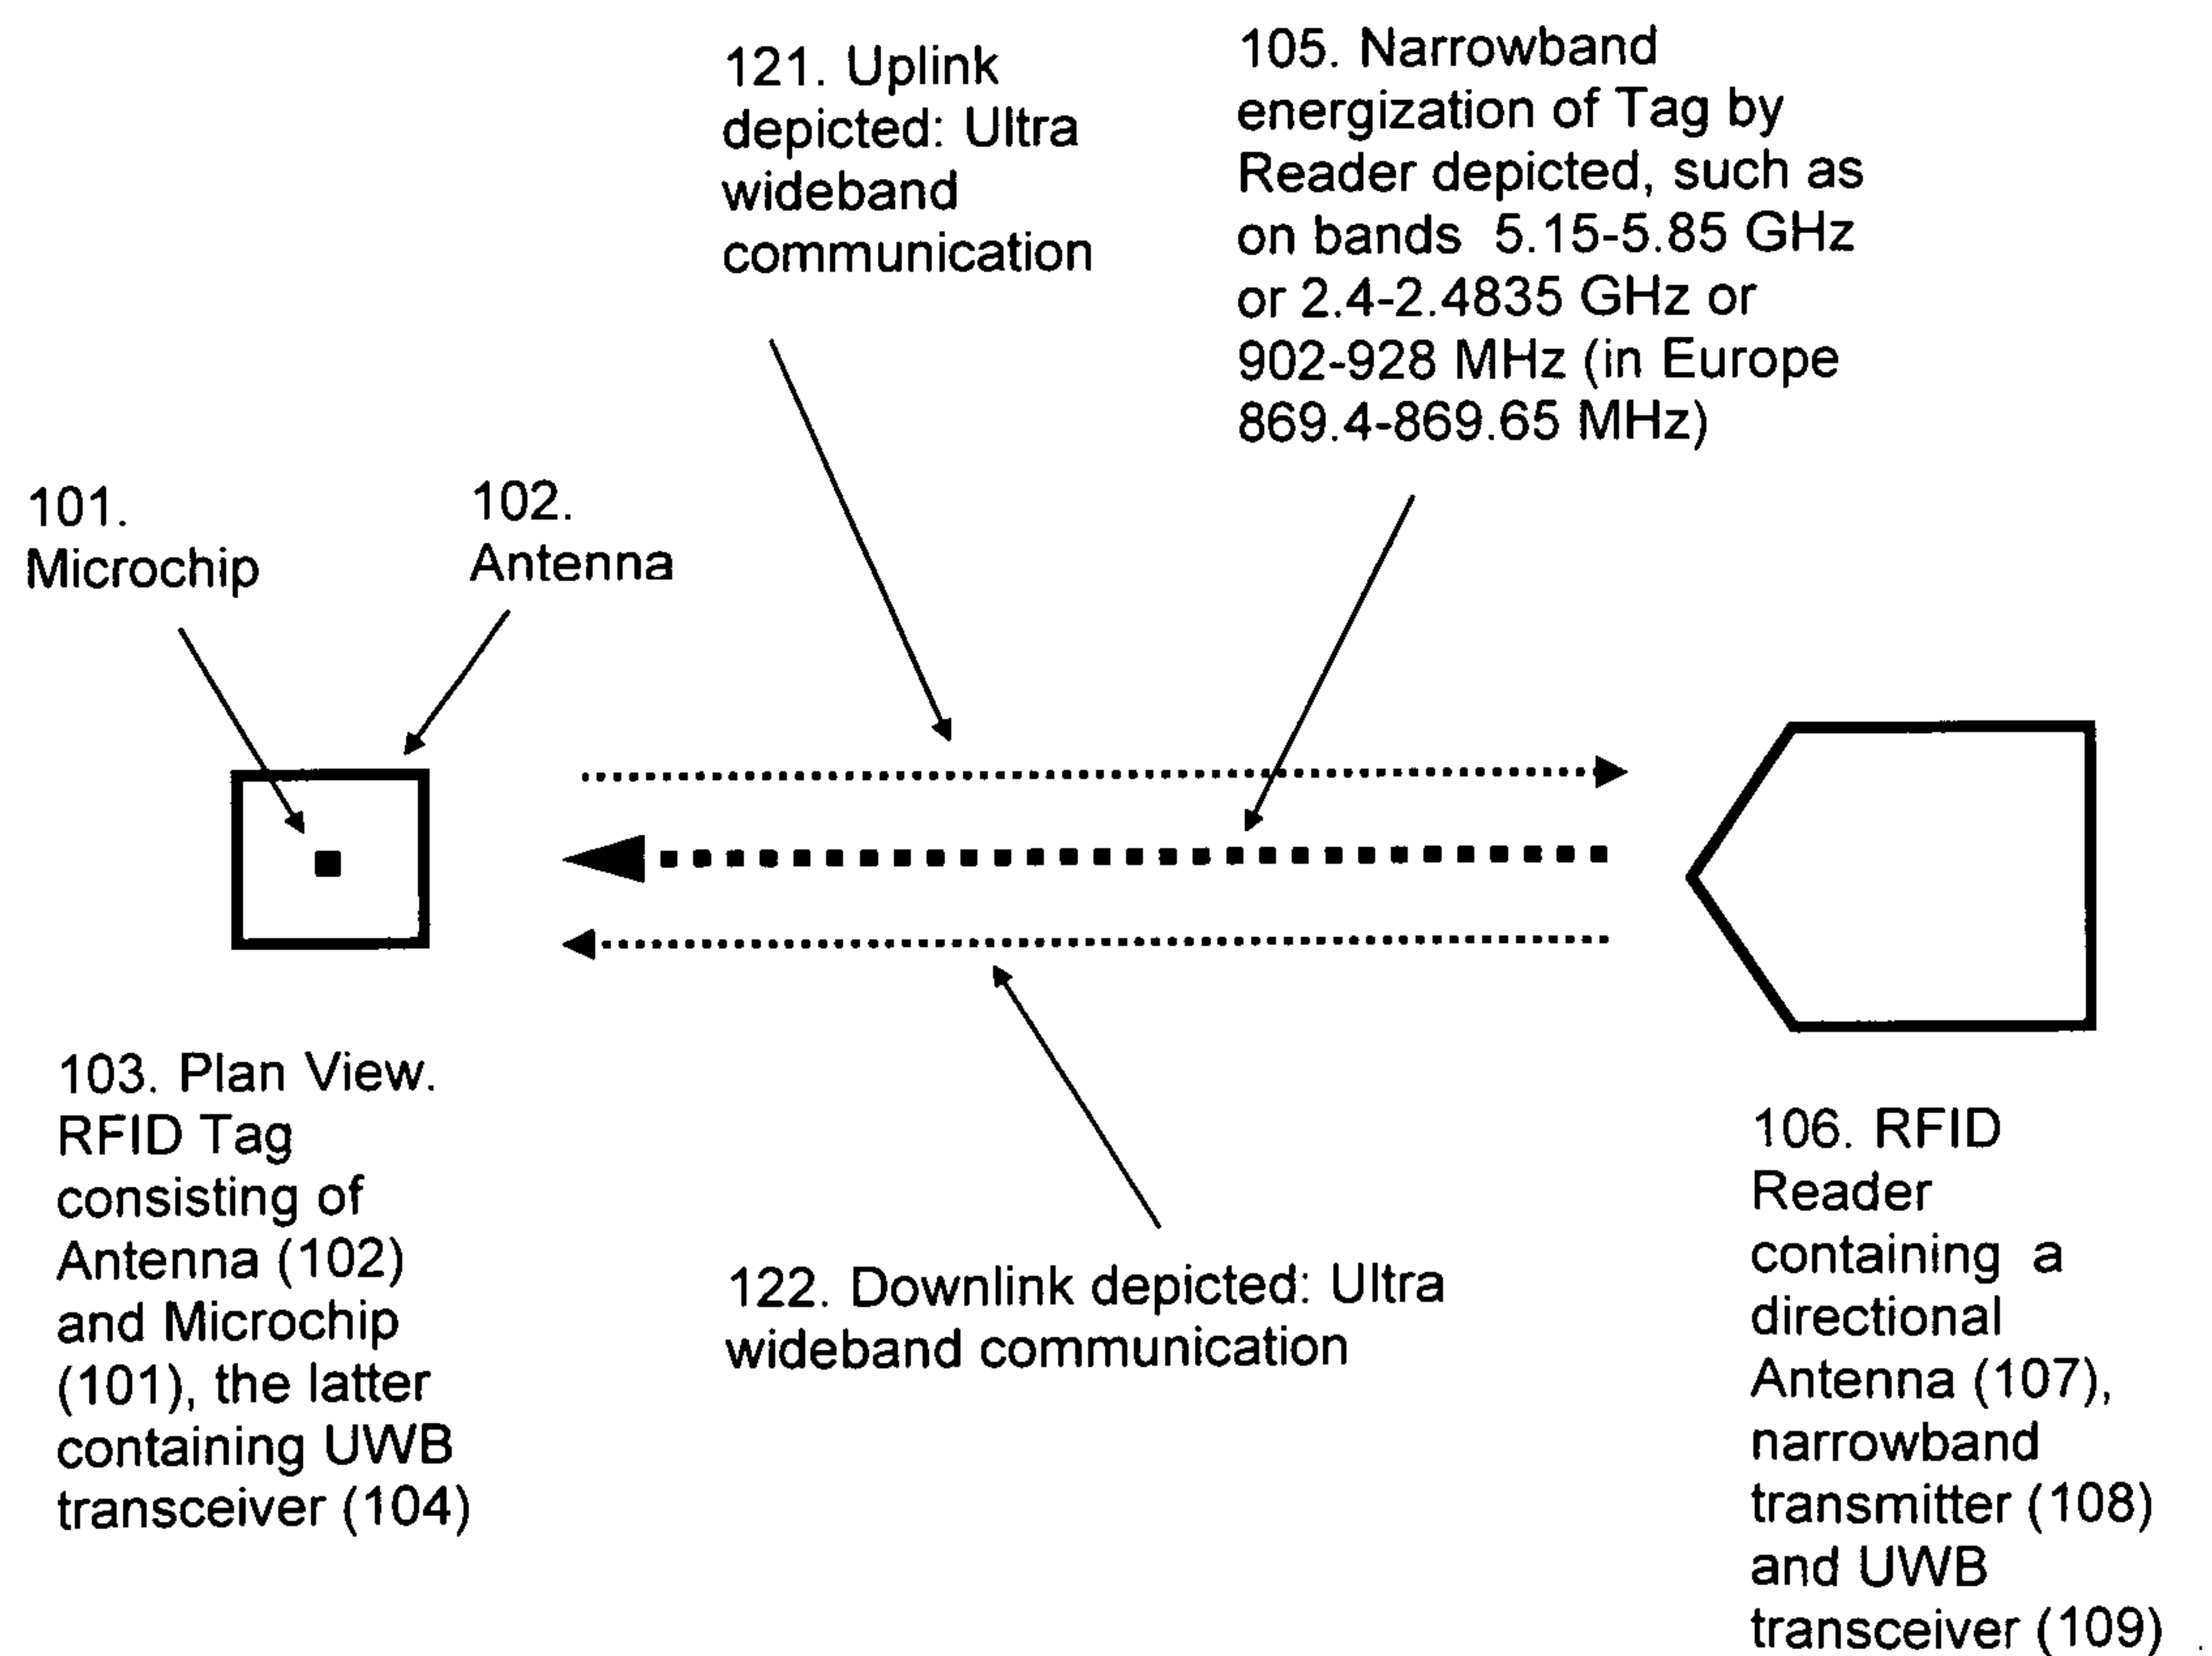 121. Uplink
depicted: Ultra
wideband
communication
105. Narrowband
energization of Tag by
Reader depicted, such as
on bands  5.15-5.85 GHz
or 2.4-2.4835 GHz or
902-928 MHz (in Europe
869.4-869.65 MHz)
101.
Microchip
102.
Antenna
103. Plan View.
RFID Tag
consisting of
Antenna (102)
and Microchip
(101), the latter
containing UWB
transceiver (104)
122. Downlink depicted: Ultra
wideband communication
106. RFID
Reader
containing  a
directional
Antenna (107),
narrowband
transmitter (108)
and UWB
transceiver (109)